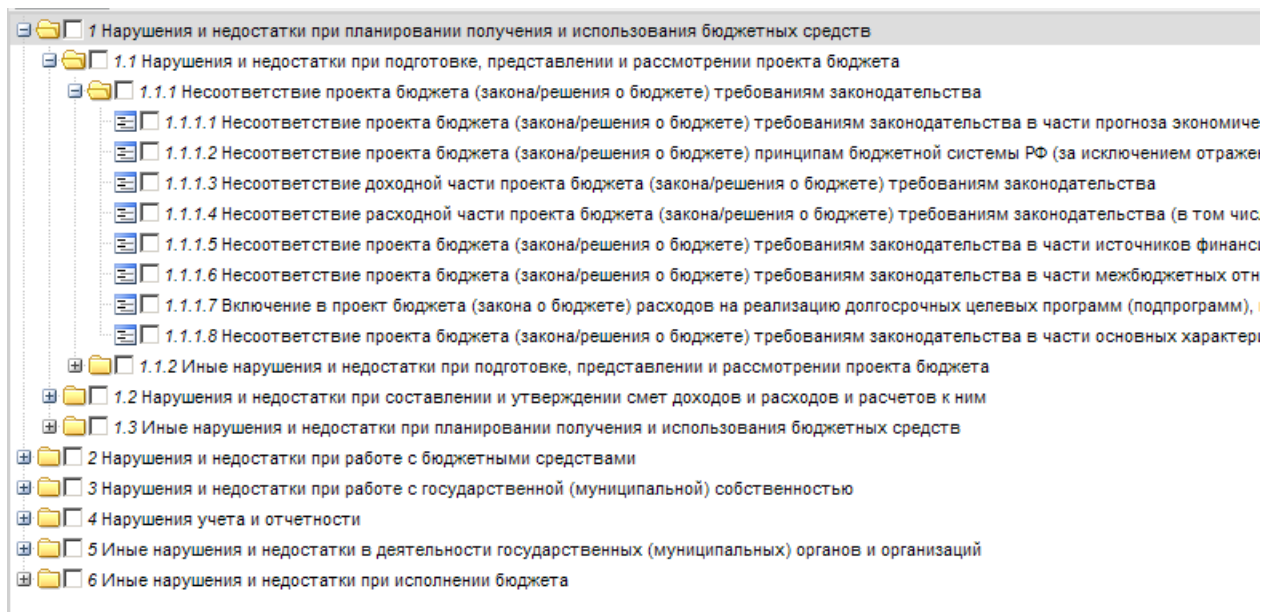 1 Нарушения и недостатки при планировании получения и использования бюджетных средств
1.1 Нарушения и недостатки при подготовке, представлении и рассмотрении проекта бюджета
1.1.1 Несоответствие проекта бюджета (закона/решения о бюджете) требованиям законодательства
1.1.1.1 Несоответствие проекта бюджета (закона/решения о бюджете) требованиям законодательства в части прогноза экономиче
1.1.1.2 Несоответствие проекта бюджета (закона/решения о бюджете) принципам бюджетной системы РФ (за исключением отраже
1.1.1.3 Несоответствие доходной части проекта бюджета (закона/решения о бюджете) требованиям законодательства
1.1.1.4 Несоответствие расходной части проекта бюджета (закона/решения о бюджете) требованиям законодательства (в том чис
1.1.1.5 Несоответствие проекта бюджета (закона/решения о бюджете) требованиям законодательства в части источников финанс
1.1.1.6 Несоответствие проекта бюджета (закона/решения о бюджете) требованиям законодательства в части межбюджетных отн
1.1.1.7 Включение в проект бюджета (закона о бюджете) расходов на реализацию долгосрочных целевых программ (подпрограмм),
1.1.1.8 Несоответствие проекта бюджета (закона/решения о бюджете) требованиям законодательства в части основных характер
1.1.2 Иные нарушения и недостатки при подготовке, представлении и рассмотрении проекта бюджета
1.2 Нарушения и недостатки при составлении и утверждении смет доходов и расходов и расчетов к ним
1.3 Иные нарушения и недостатки при планировании получения и использования бюджетных средств
2 Нарушения и недостатки при работе с бюджетными средствами
3 Нарушения и недостатки при работе с государственной (муниципальной) собственностью
4 Нарушения учета и отчетности
5 Иные нарушения и недостатки в деятельности государственных (муниципальных) органов и организаций
6 Иные нарушения и недостатки при исполнении бюджета